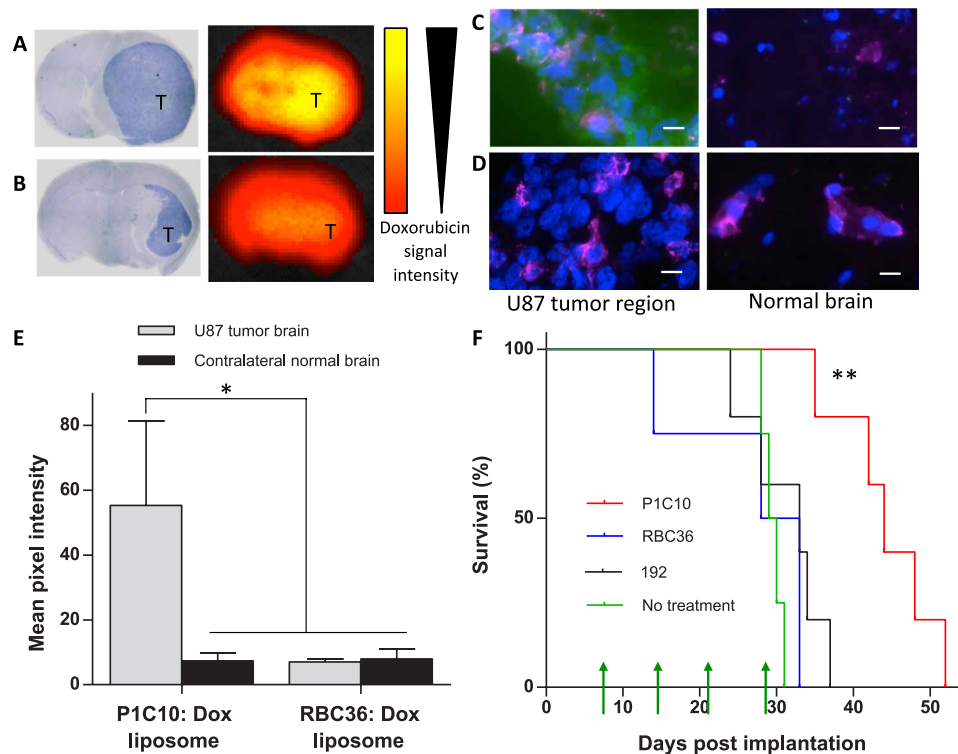 A
T
T
B
T
T
Doxorubicin
signal
intensity
C
D
U87 tumor region
Normal brain
E
U87 tumor brain
Contralateral normal brain
*
Mean pixel intensity
80
60
40
20
0
P1C10: Dox
liposome
RBC36: Dox
liposome
F
**
Survival (%)
100
50
0
P1C10
RBC36
192
No treatment
0
10
20
30
40
50
Days post implantation